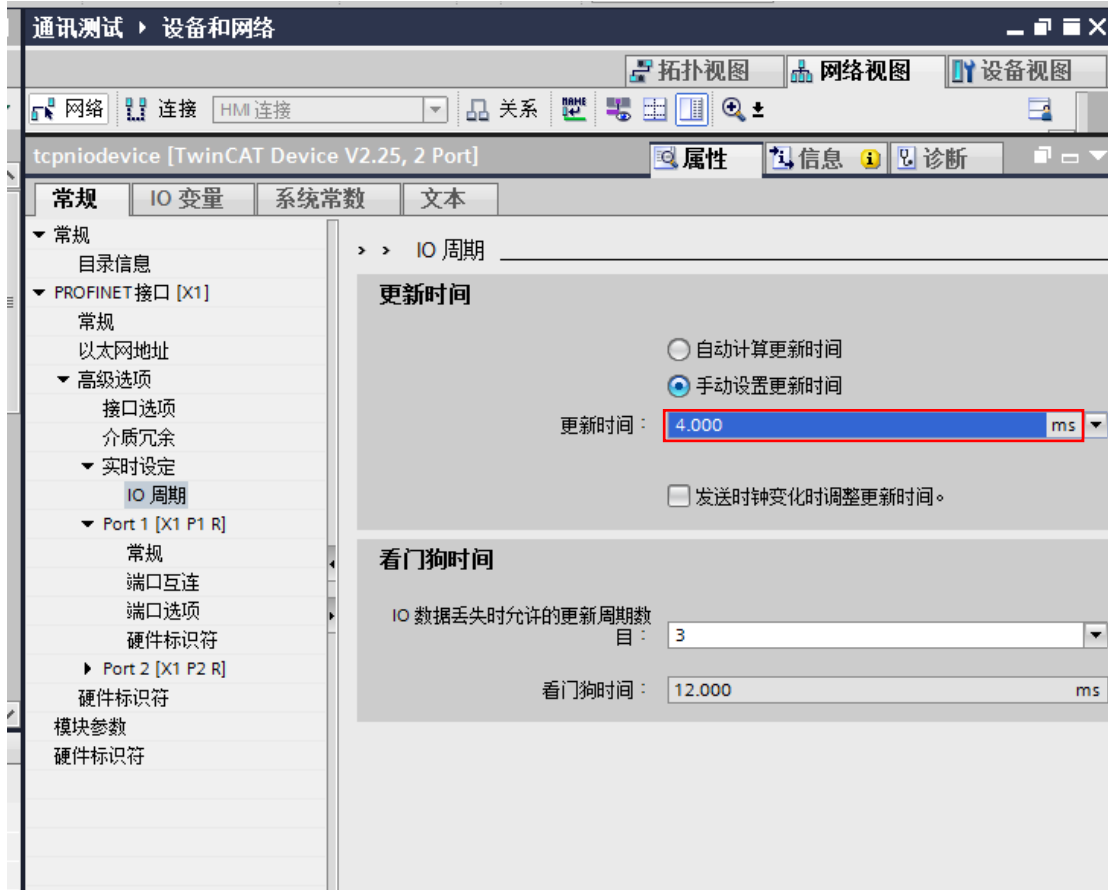 通讯测试 ▸ 设备和网络
拓扑视图 网络视图 设备视图
网络 连接 HMI 连接 关系
tcpniodevice [TwinCAT Device V2.25, 2 Port] 属性 信息 诊断
常规 IO 变量 系统常数 文本
常规
目录信息
PROFINET接口 [X1]
常规
以太网地址
高级选项
接口选项
介质冗余
实时设定
IO 周期
Port 1 [X1 P1 R]
常规
端口互连
端口选项
硬件标识符
Port 2 [X1 P2 R]
硬件标识符
模块参数
硬件标识符
› › IO 周期
更新时间
自动计算更新时间
手动设置更新时间
更新时间： 4.000 ms
发送时钟变化时调整更新时间。
看门狗时间
IO 数据丢失时允许的更新周期数
目： 3
看门狗时间： 12.000 ms